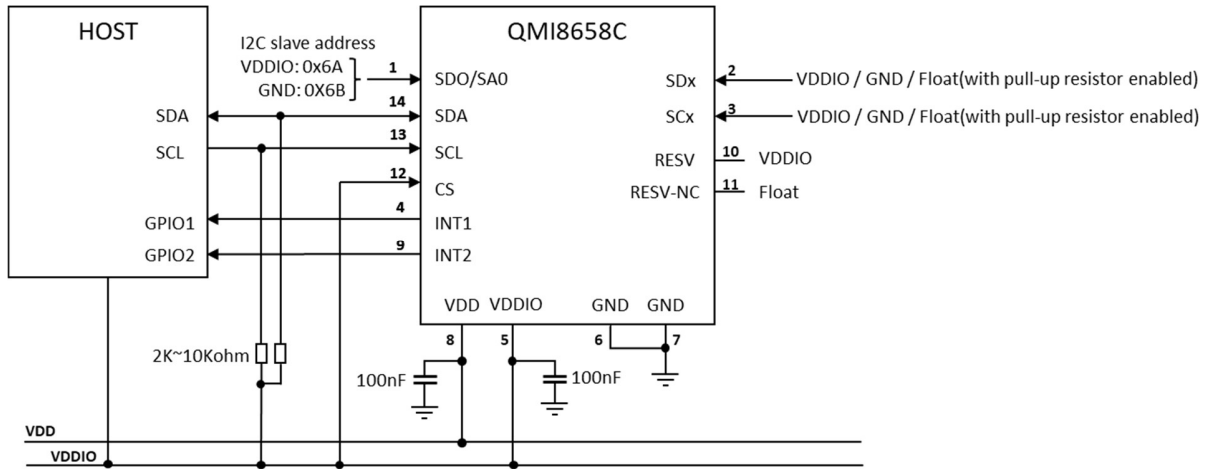 HOST
QMI8658C
I2C slave address
VDDIO: 0x6A
GND: 0X6B
1
SDO/SA0
SDx
2
VDDIO / GND / Float(with pull-up resistor enabled)
SDA
14
SDA
SCx
3
VDDIO / GND / Float(with pull-up resistor enabled)
SCL
13
SCL
RESV
10
VDDIO
12
CS
RESV-NC
11
Float
GPIO1
4
INT1
GPIO2
9
INT2
VDD
VDDIO
GND
GND
8
5
6
7
2K~10Kohm
100nF
100nF
VDD
VDDIO